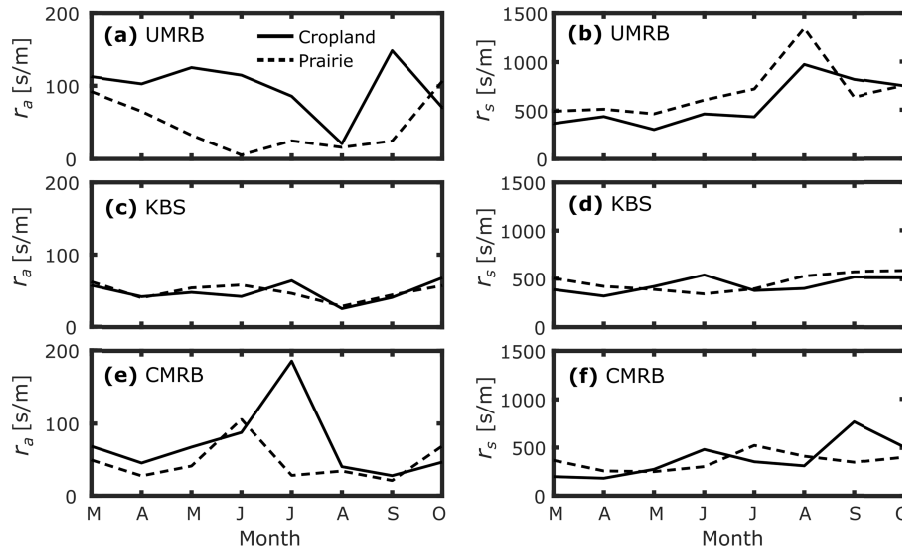 (a) UMRB
Cropland
Prairie
200
100
0
r_a [s/m]
(b) UMRB
1500
1000
500
0
r_s [s/m]
(c) KBS
200
100
0
r_a [s/m]
(d) KBS
1500
1000
500
0
r_s [s/m]
(e) CMRB
200
100
0
r_a [s/m]
M A M J J A S O
Month
(f) CMRB
1500
1000
500
0
r_s [s/m]
M A M J J A S O
Month